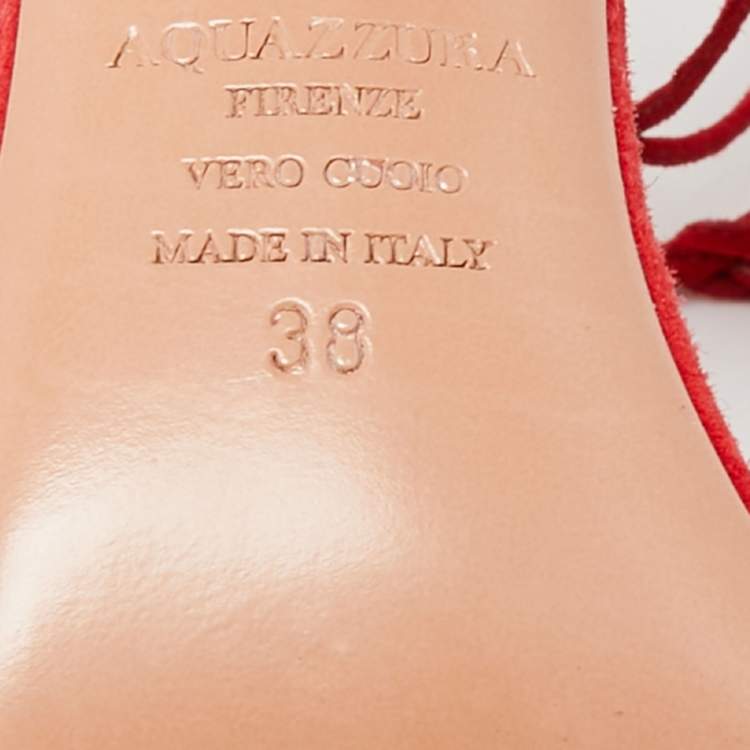 AQUAZZURA
FIRENZE
VERO CUOIO
MADE IN ITALY
38